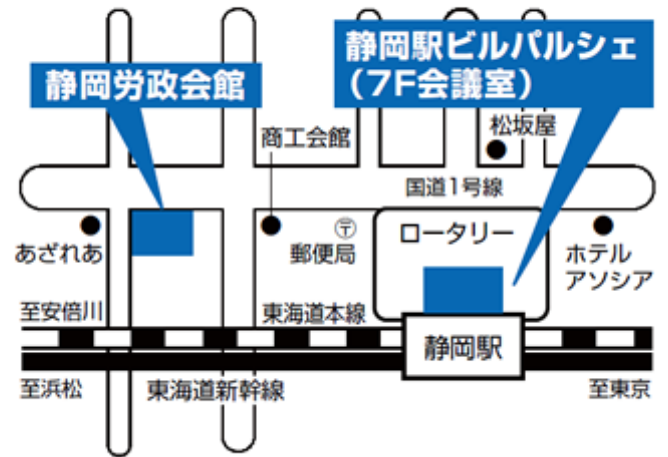 静岡駅ビルパルシェ
(7F会議室)
静岡労政会館
松坂屋
商工会館
国道1号線
〒
ロータリー
あざれあ
郵便局
ホテル
アソシア
至安倍川
東海道本線
静岡駅
至浜松
東海道新幹線
至東京